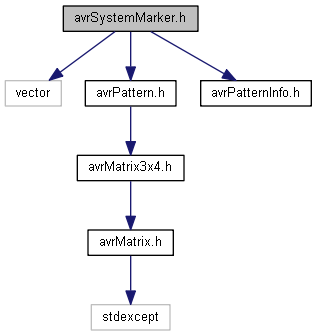 avrSystemMarker.h
vector
avrPattern.h
avrPatternInfo.h
avrMatrix3x4.h
avrMatrix.h
stdexcept